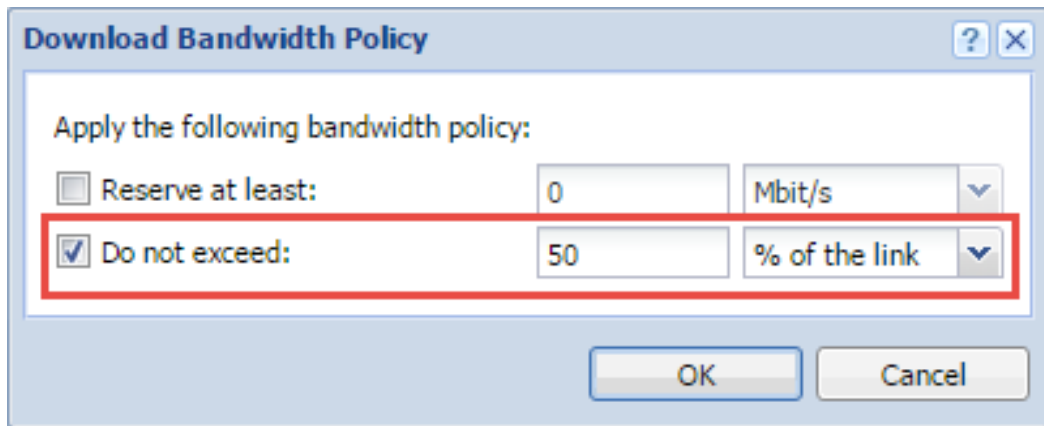 Download Bandwidth Policy ?
Apply the following bandwidth policy:
Reserve at least: 0 Mbit/s
Do not exceed: 50 % of the link
OK Cancel